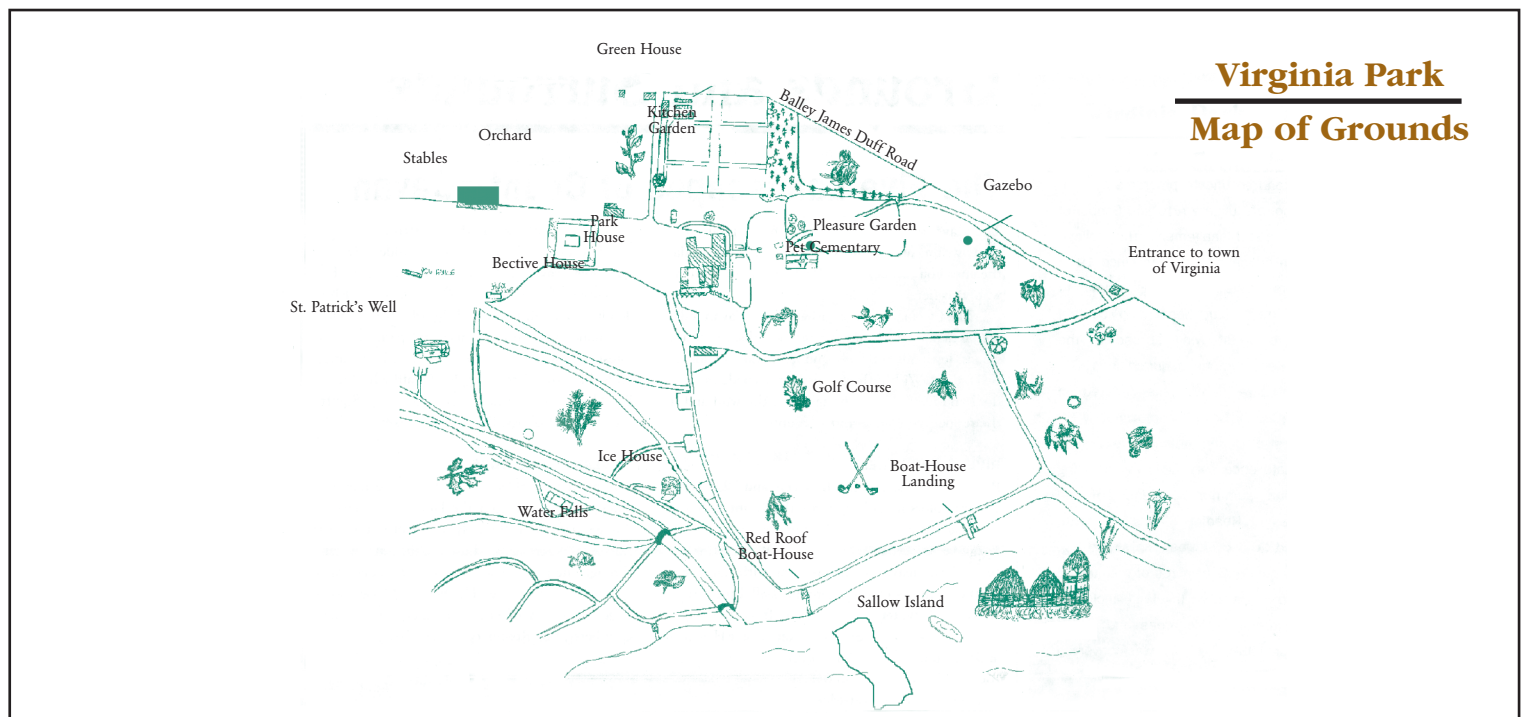 Virginia Park
Map of Grounds
Green House
Kitchen
Garden
Balley James Duff Road
Orchard
Stables
Gazebo
Park
House
Pleasure Garden
Pet Cementary
Entrance to town
of Virginia
Bective House
St. Patrick's Well
Golf Course
Ice House
Boat-House
Landing
Water Falls
Red Roof
Boat-House
Sallow Island